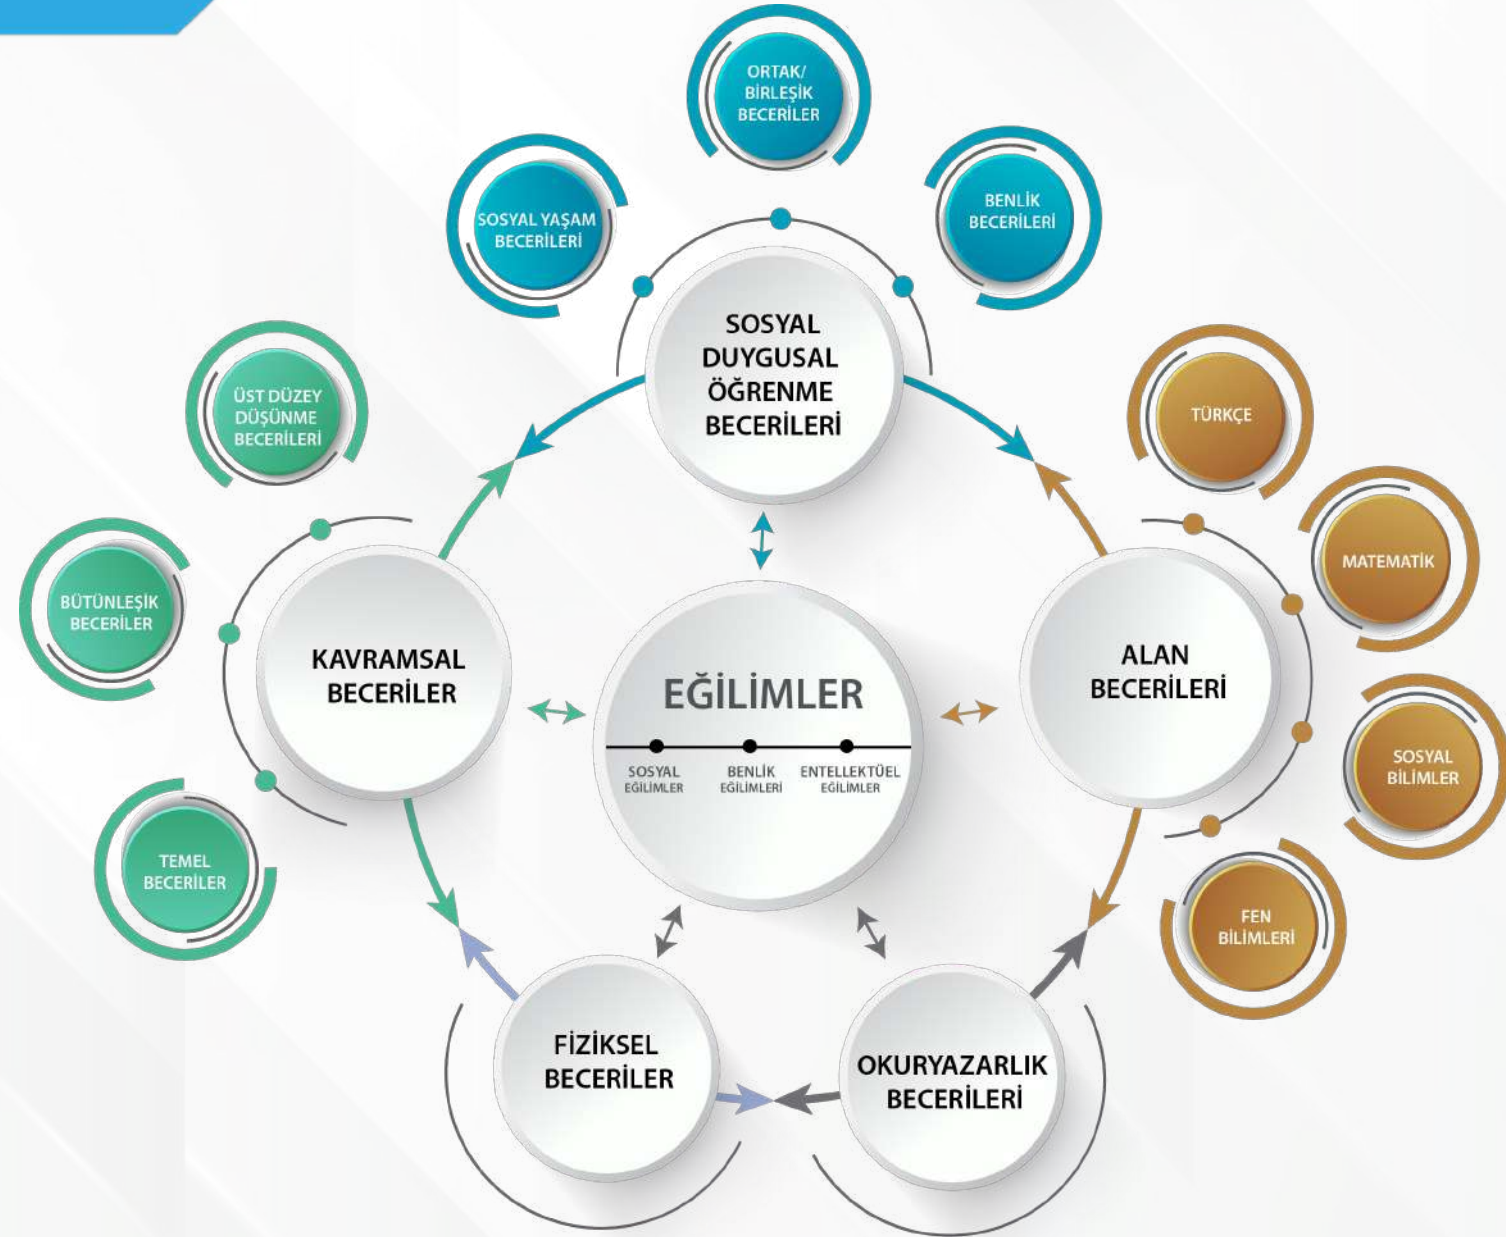 ORTAK/
BİRLEŞİK
BECERİLER
SOSYAL YAŞAM
BECERİLERİ
BENLİK
BECERİLERİ
SOSYAL
DUYGUSAL
ÖĞRENME
BECERİLERİ
ÜST DÜZEY
DÜŞÜNME
BECERİLERİ
TÜRKÇE
BÜTÜNLEŞİK
BECERİLER
MATEMATİK
KAVRAMSAL
BECERİLER
ALAN
BECERİLERİ
EĞİLİMLER
SOSYAL
EĞİLİMLER
BENLİK
EĞİLİMLERİ
ENTELLEKTÜEL
EĞİLİMLER
SOSYAL
BİLİMLER
TEMEL
BECERİLER
FEN
BİLİMLERİ
FİZİKSEL
BECERİLER
OKURYAZARLIK
BECERİLERİ